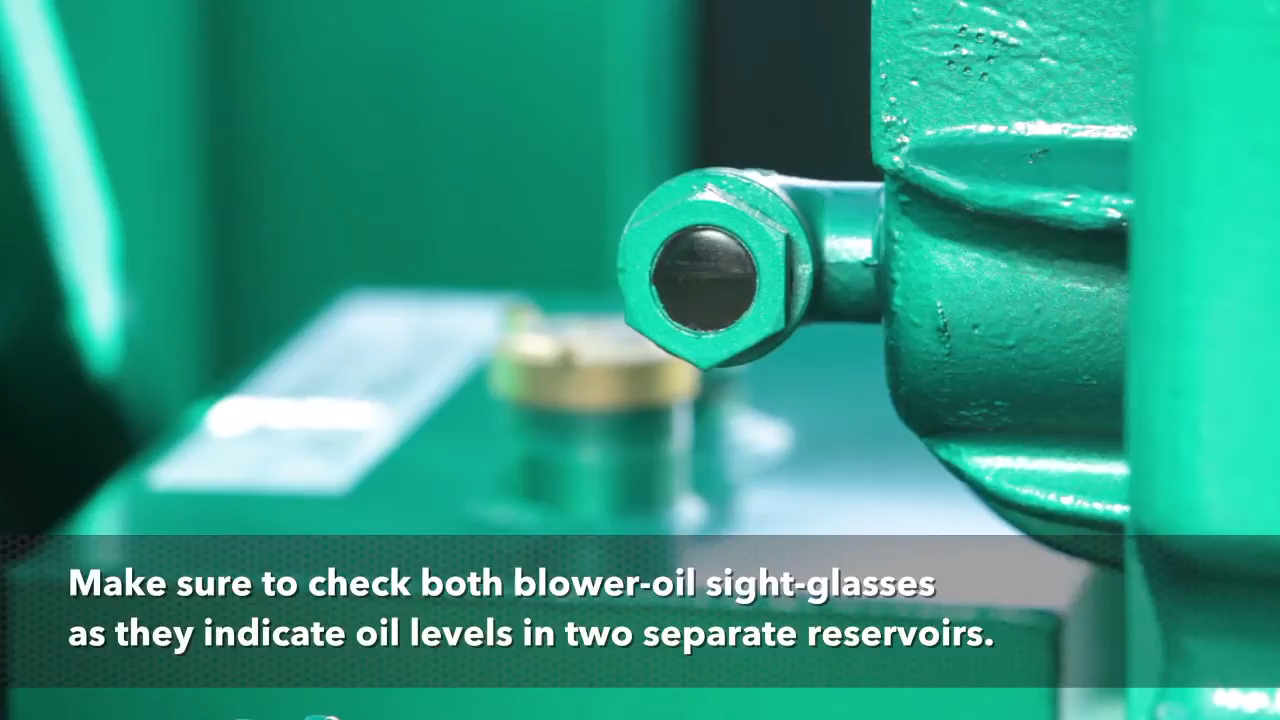 Make sure to check both blower-oil sight-glasses
as they indicate oil levels in two separate reservoirs.